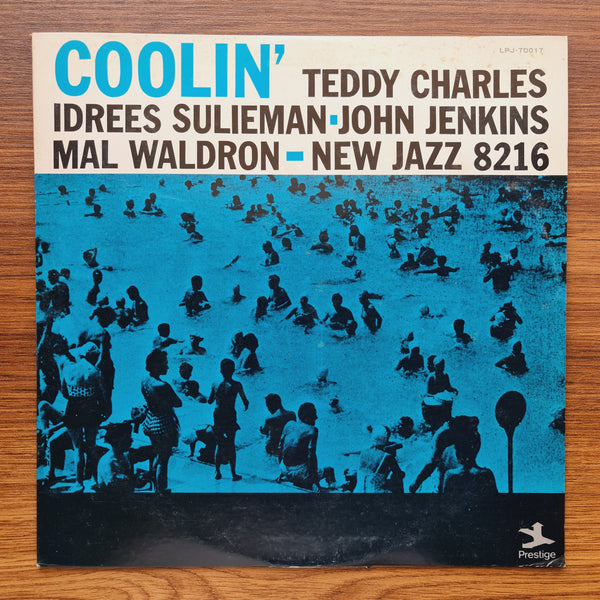 LPJ-70017
COOLIN' TEDDY CHARLES
IDREES SULIEMAN·JOHN JENKINS
MAL WALDRON-NEW JAZZ 8216
Prestige